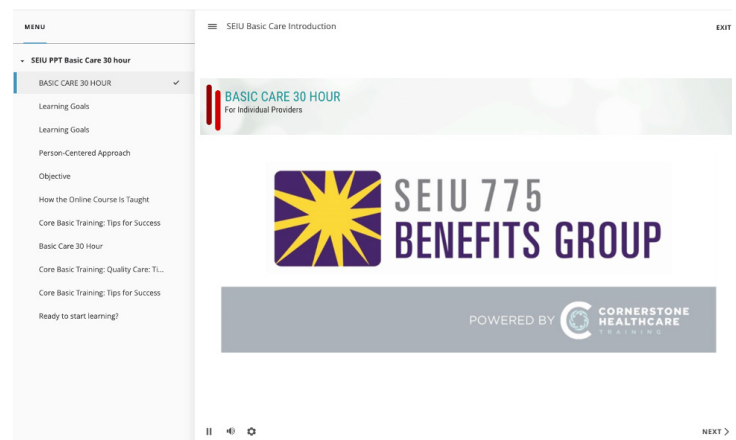 MENU
SEIU PPT Basic Care 30 hour
BASIC CARE 30 HOUR
Learning Goals
Learning Goals
Person-Centered Approach
Objective
How the Online Course Is Taught
Core Basic Training: Tips for Success
Basic Care 30 Hour
Core Basic Training: Quality Care: Ti...
Core Basic Training: Tips for Success
Ready to start learning?
SEIU Basic Care Introduction
EXIT
BASIC CARE 30 HOUR
For Individual Providers
SEIU 775
BENEFITS GROUP
POWERED BY
CORNERSTONE
HEALTHCARE
TRAINING
NEXT